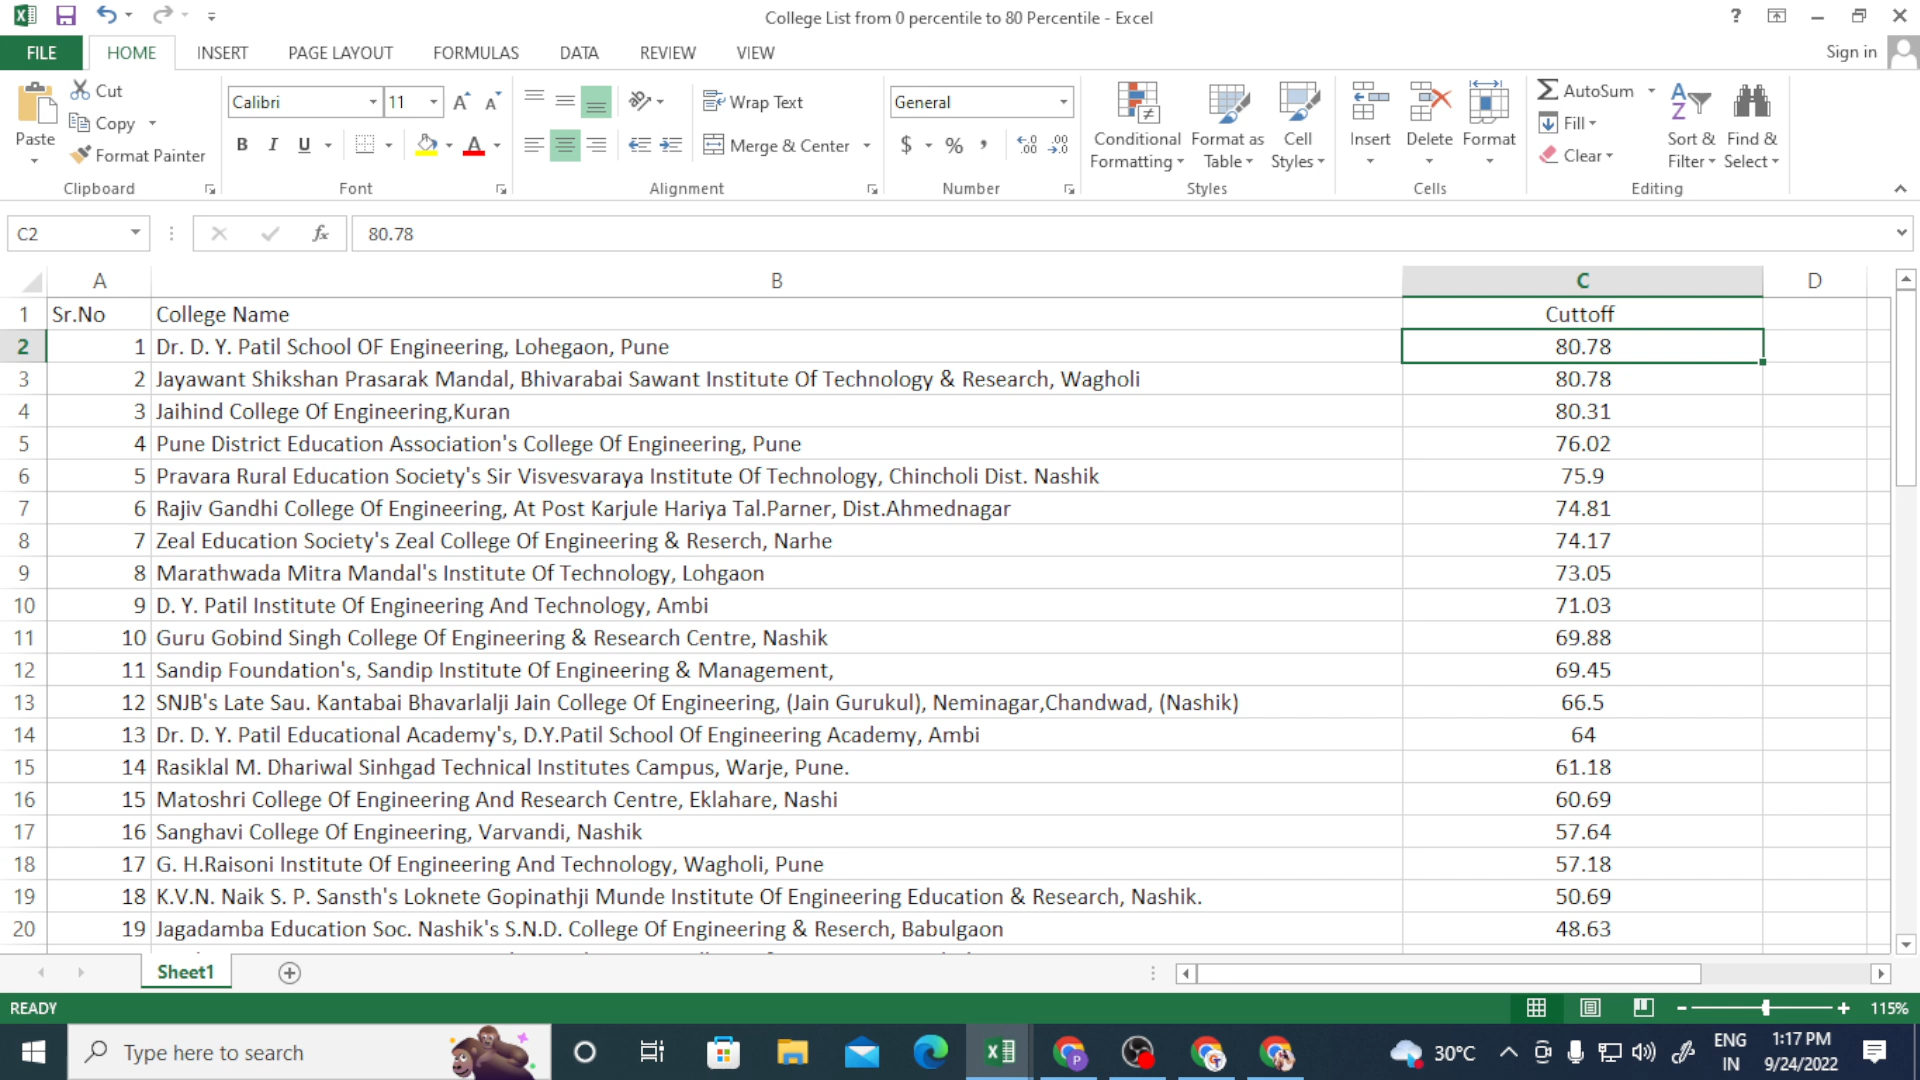 College List from 0 percentile to 80 Percentile - Excel
?
FILE HOME INSERT PAGE LAYOUT FORMULAS DATA REVIEW VIEW Sign in
Paste
Cut
Copy
Format Painter
Clipboard
Calibri 11
B I U
Font
Wrap Text
Merge & Center
Alignment
General
$ % ,
Number
Conditional Formatting
Format as Table
Cell Styles
Styles
Insert
Delete
Format
Cells
AutoSum
Fill
Clear
Sort & Filter
Find & Select
Editing
C2 fx 80.78
A B C D
1 Sr.No College Name Cuttoff
2 1 Dr. D. Y. Patil School OF Engineering, Lohegaon, Pune 80.78
3 2 Jayawant Shikshan Prasarak Mandal, Bhivarabai Sawant Institute Of Technology & Research, Wagholi 80.78
4 3 Jaihind College Of Engineering,Kuran 80.31
5 4 Pune District Education Association's College Of Engineering, Pune 76.02
6 5 Pravara Rural Education Society's Sir Visvesvaraya Institute Of Technology, Chincholi Dist. Nashik 75.9
7 6 Rajiv Gandhi College Of Engineering, At Post Karjule Hariya Tal.Parner, Dist.Ahmednagar 74.81
8 7 Zeal Education Society's Zeal College Of Engineering & Reserch, Narhe 74.17
9 8 Marathwada Mitra Mandal's Institute Of Technology, Lohgaon 73.05
10 9 D. Y. Patil Institute Of Engineering And Technology, Ambi 71.03
11 10 Guru Gobind Singh College Of Engineering & Research Centre, Nashik 69.88
12 11 Sandip Foundation's, Sandip Institute Of Engineering & Management, 69.45
13 12 SNJB's Late Sau. Kantabai Bhavarlalji Jain College Of Engineering, (Jain Gurukul), Neminagar,Chandwad, (Nashik) 66.5
14 13 Dr. D. Y. Patil Educational Academy's, D.Y.Patil School Of Engineering Academy, Ambi 64
15 14 Rasiklal M. Dhariwal Sinhgad Technical Institutes Campus, Warje, Pune. 61.18
16 15 Matoshri College Of Engineering And Research Centre, Eklahare, Nashi 60.69
17 16 Sanghavi College Of Engineering, Varvandi, Nashik 57.64
18 17 G. H.Raisoni Institute Of Engineering And Technology, Wagholi, Pune 57.18
19 18 K.V.N. Naik S. P. Sansth's Loknete Gopinathji Munde Institute Of Engineering Education & Research, Nashik. 50.69
20 19 Jagadamba Education Soc. Nashik's S.N.D. College Of Engineering & Reserch, Babulgaon 48.63
Sheet1
READY 115%
Type here to search
30°C
ENG IN
1:17 PM
9/24/2022